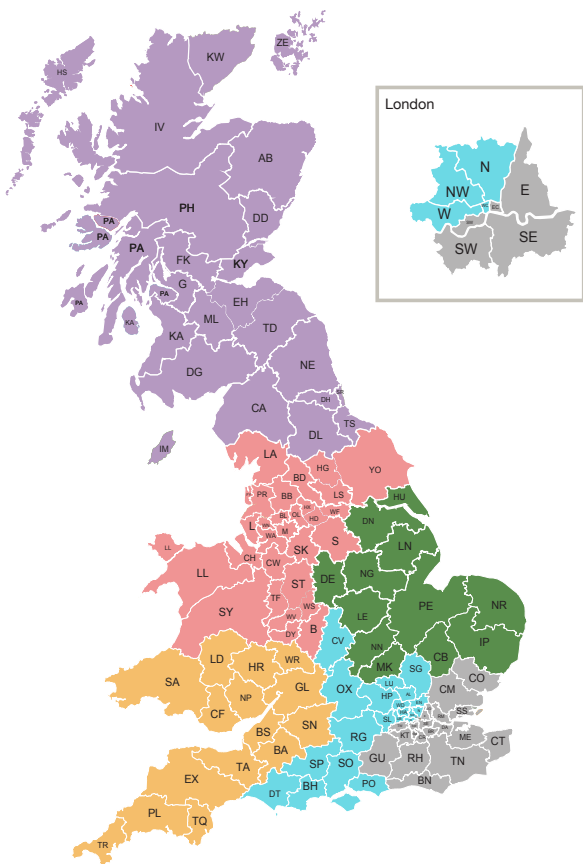 ZE
KW
HS
London
IV
N
AB
NW
E
PH
W
EC
DD
PA
SW
SE
PA
PA
FK
KY
G
PA
PA
EH
KA
ML
TD
KA
NE
DG
DH
CA
TS
DL
IM
LA
HG
YO
BD
PR
BB
LS
HU
BL
OL
WF
HD
DN
L
M
WA
S
LL
SK
LN
CH
CW
LL
DE
NG
ST
TF
PE
NR
WS
SY
WV
LE
B
DY
CV
IP
NN
CB
WR
LD
HR
MK
SG
CO
SA
GL
LU
CM
OX
HP
AL
NP
CF
SS
SL
SN
BS
RG
KT
ME
CT
BA
GU
RH
TN
TA
SP
SO
EX
BN
BH
PO
DT
PL
TQ
TR